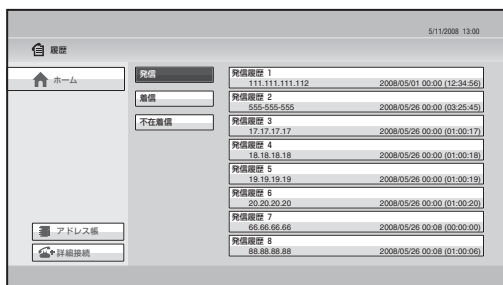 5/11/2008 13:00
履歴
ホーム
発信
着信
不在着信
発信履歴 1
111.111.111.112 2008/05/01 00:00 (12:34:56)
発信履歴 2
555-555-555 2008/05/26 00:00 (03:25:45)
発信履歴 3
17.17.17.17 2008/05/26 00:00 (01:00:17)
発信履歴 4
18.18.18.18 2008/05/26 00:00 (01:00:18)
発信履歴 5
19.19.19.19 2008/05/26 00:00 (01:00:19)
発信履歴 6
20.20.20.20 2008/05/26 00:00 (01:00:20)
発信履歴 7
66.66.66.66 2008/05/26 00:08 (00:00:00)
発信履歴 8
88.88.88.88 2008/05/26 00:08 (01:00:06)
アドレス帳
詳細接続